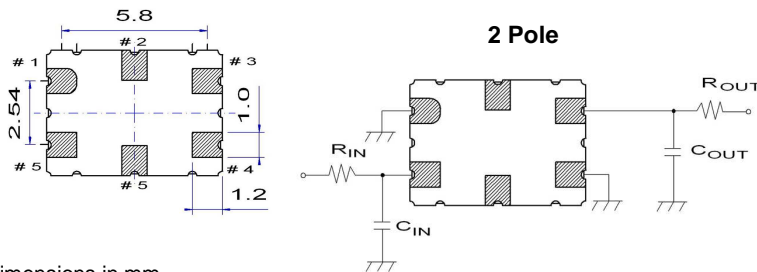 5.8
# 1
# 2
# 3
2.54
1.0
# 5
# 5
# 4
1.2
2 Pole
ROUT
RIN
COUT
CIN
imensions in mm